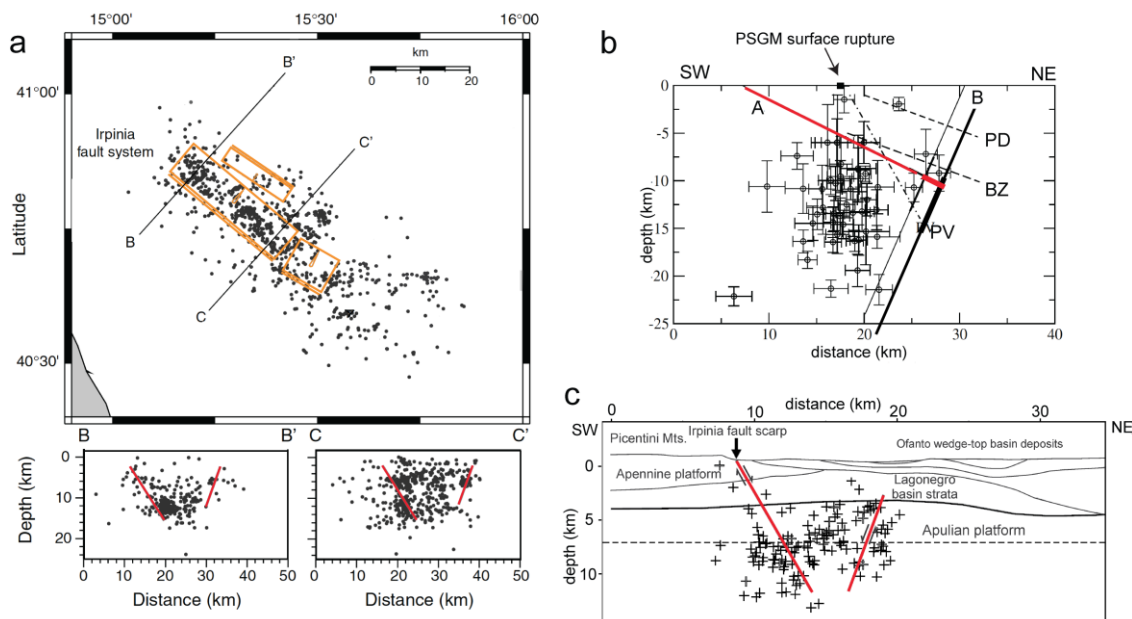 a
15°00'
15°30'
16°00'
km
0 10 20
B'
41°00'
Irpinia
fault system
C'
Latitude
B
C
40°30'
B
B'
C
C'
Depth (km)
0
10
20
0 10 20 30 40 50
0 10 20 30 40 50
Distance (km)
Distance (km)
b
PSGM surface rupture
SW
NE
0
-5
-10
-15
-20
-25
depth (km)
A
B
PD
BZ
PV
0 10 20 30 40
distance (km)
c
distance (km)
SW
0 10 20 30
NE
Picentini Mts.
Irpinia fault scarp
Ofanto wedge-top basin deposits
Apennine platform
Lagonegro
basin strata
Apulian platform
depth (km)
0
5
10